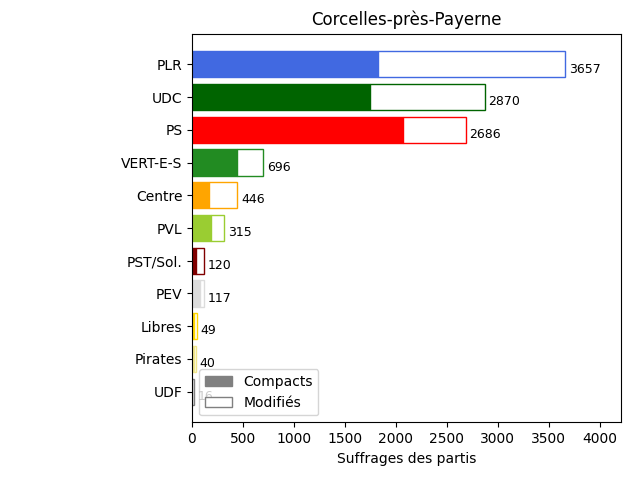 Corcelles-près-Payerne
PLR 3657
UDC 2870
PS 2686
VERT-E-S 696
Centre 446
PVL 315
PST/Sol. 120
PEV 117
Libres 49
Pirates 40
UDF 16
Compacts
Modifiés
0 500 1000 1500 2000 2500 3000 3500 4000
Suffrages des partis